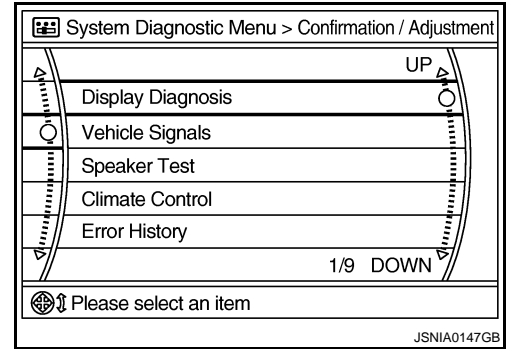 System Diagnostic Menu > Confirmation / Adjustment
UP
Display Diagnosis
Vehicle Signals
Speaker Test
Climate Control
Error History
1/9 DOWN
Please select an item
JSNIA0147GB